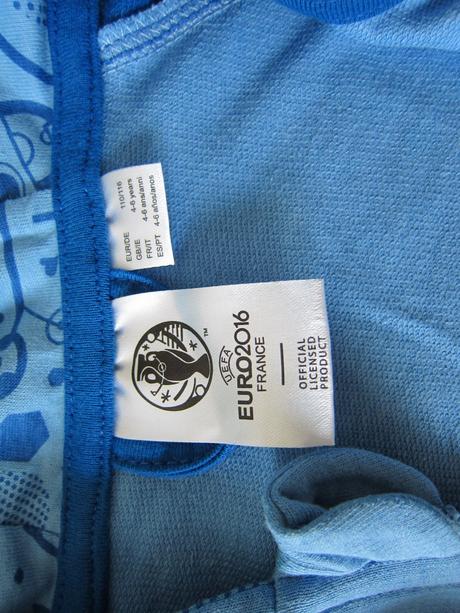 EUR/DE 110/116
GB/IE 4-6 years
FR/IT 4-6 ans/anni
ES/PT 4-6 años/anos
™
UEFA
EURO2016
FRANCE
OFFICIAL
LICENSED
PRODUCT